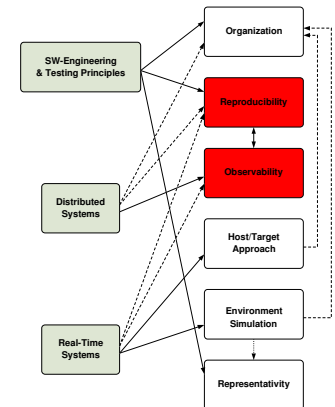 Organization
SW-Engineering
& Testing Principles
Reproducibility
Observability
Distributed
Systems
Host/Target
Approach
Environment
Simulation
Real-Time
Systems
Representativity